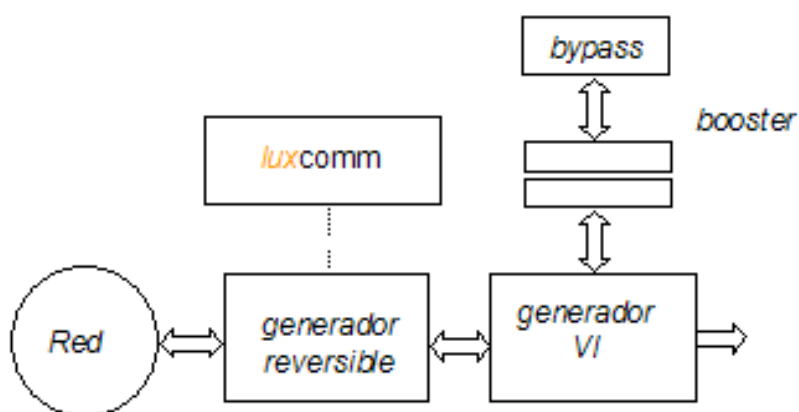 bypass
booster
luxcomm
Red
generador
reversible
generador
VI